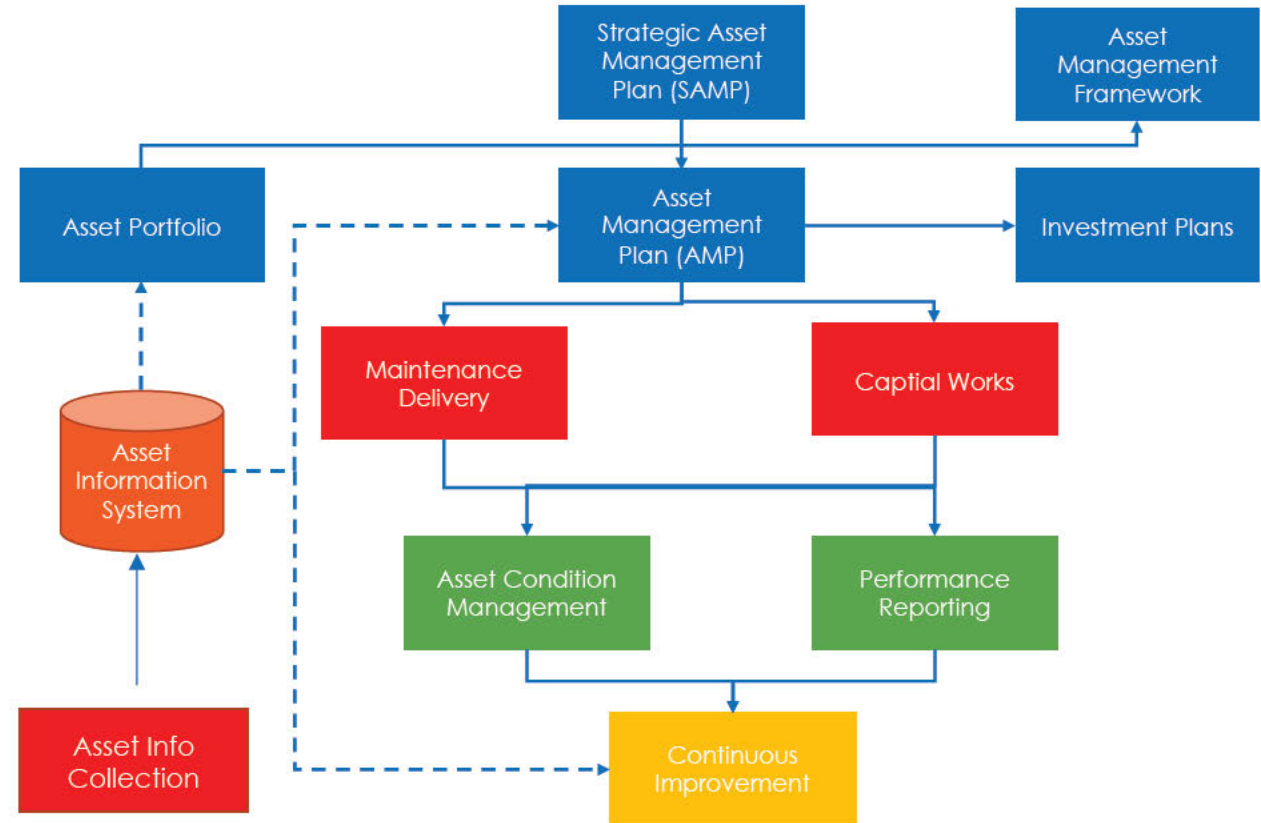 Strategic Asset
Management
Plan (SAMP)
Asset
Management
Framework
Asset Portfolio
Asset
Management
Plan (AMP)
Investment Plans
Maintenance
Delivery
Captial Works
Asset
Information
System
Asset Condition
Management
Performance
Reporting
Asset Info
Collection
Continuous
Improvement